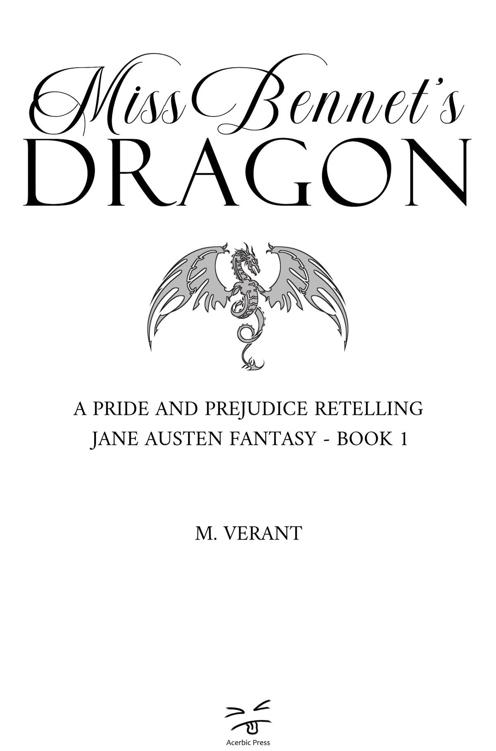 Miss Bennet's
DRAGON
A PRIDE AND PREJUDICE RETELLING
JANE AUSTEN FANTASY - BOOK 1
M. VERANT
Acerbic Press